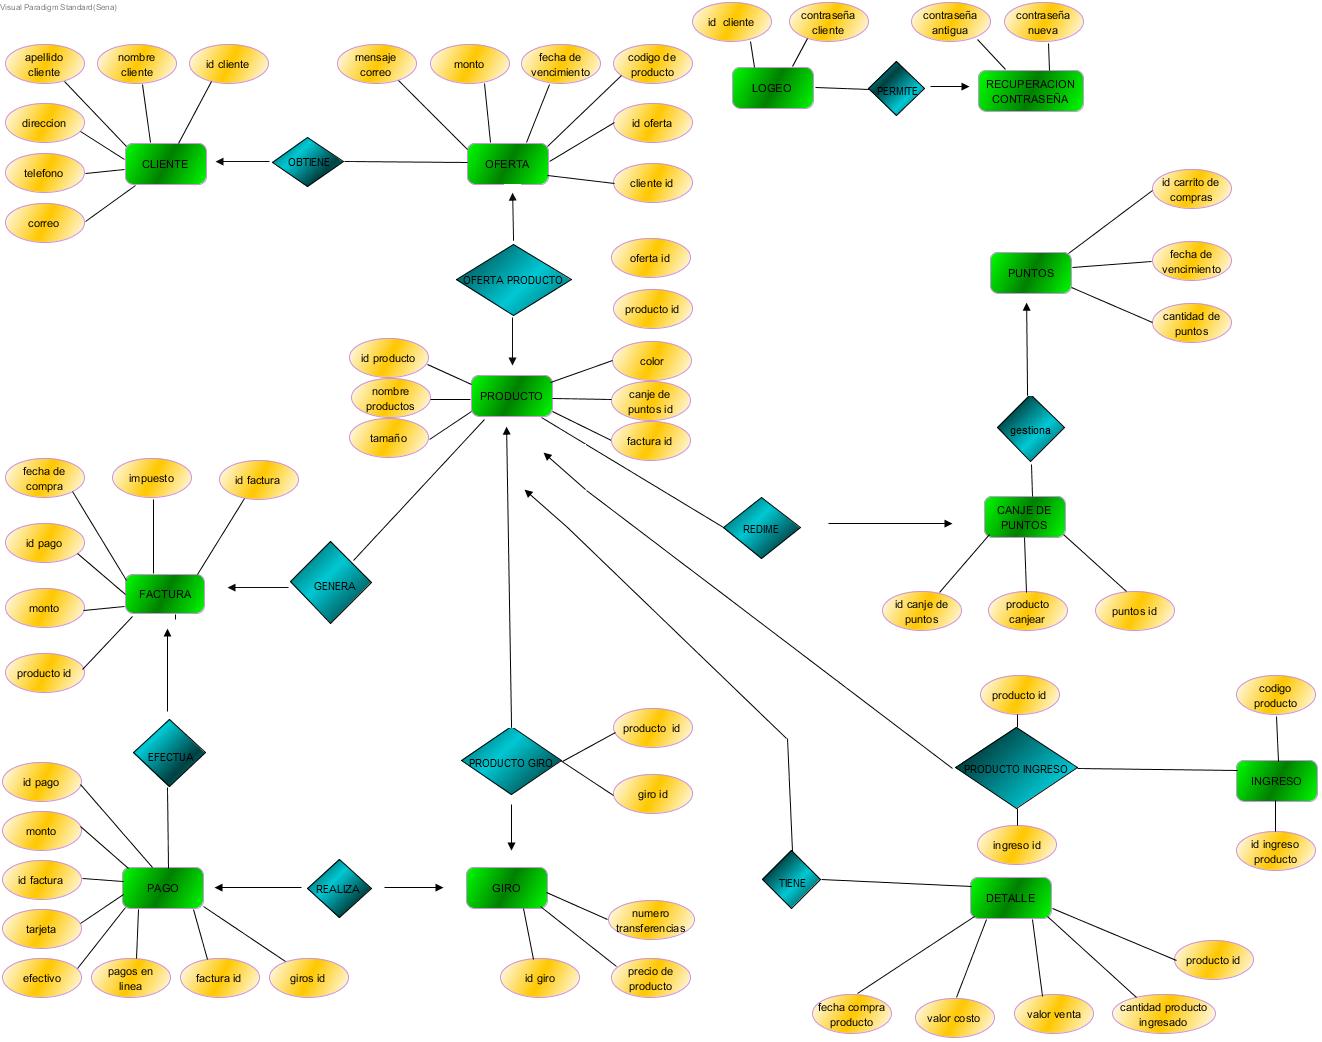 Visual Paradigm Standard(Sena)
apellido
cliente
nombre
cliente
id cliente
direccion
telefono
correo
CLIENTE
OBTIENE
mensaje
correo
monto
fecha de
vencimiento
codigo de
producto
id oferta
cliente id
OFERTA
id  cliente
contraseña
cliente
LOGEO
PERMITE
contraseña
antigua
contraseña
nueva
RECUPERACION
CONTRASEÑA
OFERTA PRODUCTO
oferta id
producto id
id carrito de
compras
fecha de
vencimiento
cantidad de
puntos
PUNTOS
gestiona
id producto
nombre
productos
tamaño
PRODUCTO
color
canje de
puntos id
factura id
REDIME
CANJE DE
PUNTOS
id canje de
puntos
producto
canjear
puntos id
fecha de
compra
impuesto
id factura
id pago
monto
producto id
FACTURA
GENERA
EFECTUA
PRODUCTO GIRO
producto  id
giro id
producto id
PRODUCTO INGRESO
ingreso id
codigo
producto
INGRESO
id ingreso
producto
id pago
monto
id factura
tarjeta
efectivo
pagos en
linea
factura id
giros id
PAGO
REALIZA
GIRO
numero
transferencias
id giro
precio de
producto
TIENE
DETALLE
producto id
fecha compra
producto
valor costo
valor venta
cantidad producto
ingresado